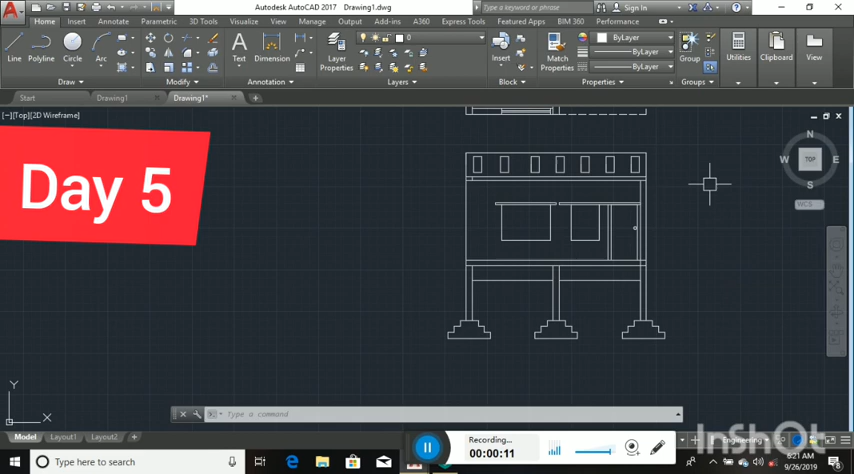 Autodesk AutoCAD 2017 Drawing1.dwg
Type a keyword or phrase
Sign In
Home Insert Annotate Parametric 3D Tools Visualize View Manage Output Add-ins A360 Express Tools Featured Apps BIM 360 Performance
Line Polyline Circle Arc
Text Dimension
Layer Properties
0
Insert
Match Properties
ByLayer
ByLayer
ByLayer
Group
Utilities
Clipboard
View
Draw Modify Annotation Layers Block Properties Groups
Start Drawing1 Drawing1*
[−][Top][2D Wireframe]
N
W TOP E
S
WCS
Day 5
Y
X
Type a command
Model Layout1 Layout2
Recording...
00:00:11
Engineering
InShot
Type here to search
8:21 AM
9/26/2019
8